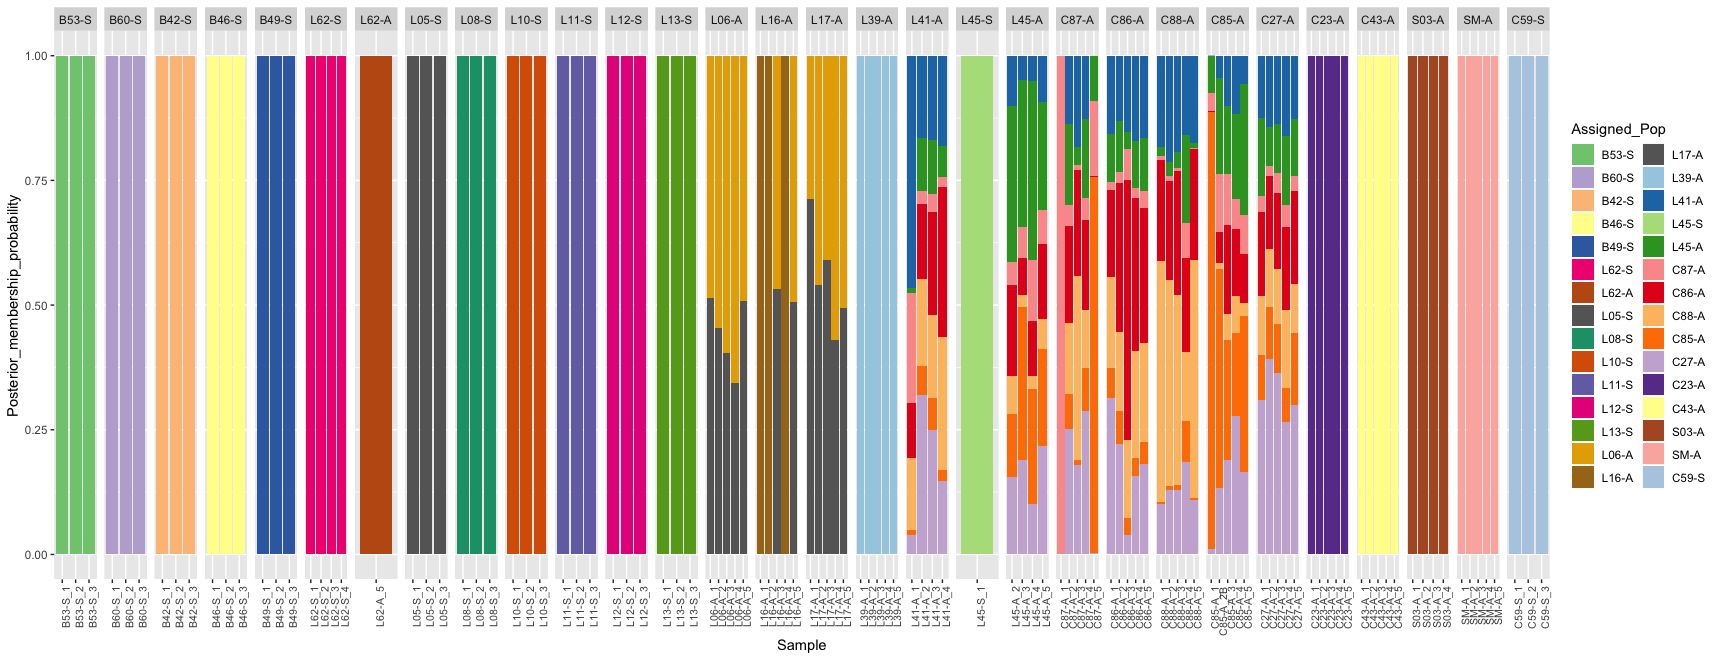 B53-S B60-S B42-S B46-S B49-S L62-S L62-A L05-S L08-S L10-S L11-S L12-S L13-S L06-A L16-A L17-A L39-A L41-A L45-S L45-A C87-A C86-A C88-A C85-A C27-A C23-A C43-A S03-A SM-A C59-S
1.00
0.75
0.50
0.25
0.00
Posterior_membership_probability
B53-S_1 B53-S_2 B53-S_3 B60-S_1 B60-S_2 B60-S_3 B42-S_1 B42-S_2 B42-S_3 B46-S_1 B46-S_2 B46-S_3 B49-S_1 B49-S_2 B49-S_3 L62-S_1 L62-S_2 L62-S_3 L62-S_4 L62A_5 L05-S_1 L05-S_2 L05-S_3 L08-S_1 L08-S_2 L08-S_3 L10-S_1 L10-S_2 L10-S_3 L11-S_1 L11-S_2 L11-S_3 L12-S_1 L12-S_2 L12-S_3 L13-S_1 L13-S_2 L13-S_3 L06-A_1 L06-A_2 L06-A_3 L06-A_4 L06-A_5 L16-A_1 L16-A_2 L16-A_3 L16-A_4 L16-A_5 L17-A_1 L17-A_2 L17-A_3 L17-A_4 L17-A_5 L39-A_1 L39-A_2 L39-A_3 L39-A_4 L39-A_5 L41-A_1 L41-A_2 L41-A_3 L41-A_4 L45-S_1 L45-A_2 L45-A_3 L45-A_4 L45-A_5 C87-A_1 C87-A_2 C87-A_3 C87-A_4 C87-A_5 C86-A_1 C86-A_2 C86-A_3 C86-A_4 C86-A_5 C88-A_1 C88-A_2 C88-A_3 C88-A_4 C88-A_5 C85-A_1 C85-A_2B C85-A_3 C85-A_4 C85-A_5 C27-A_1 C27-A_2 C27-A_3 C27-A_4 C27-A_5 C23-A_1 C23-A_2 C23-A_3 C23-A_4 C23-A_5 C43-A_1 C43-A_2 C43-A_3 C43-A_4 C43-A_5 S03-A_1 S03-A_2 S03-A_3 S03-A_4 SM-A_1 SM-A_2 SM-A_3 SM-A_4 SM-A_5 C59-S_1 C59-S_2 C59-S_3
Sample
Assigned_Pop
B53-S L17-A
B60-S L39-A
B42-S L41-A
B46-S L45-S
B49-S L45-A
L62-S C87-A
L62-A C86-A
L05-S C88-A
L08-S C85-A
L10-S C27-A
L11-S C23-A
L12-S C43-A
L13-S S03-A
L06-A SM-A
L16-A C59-S